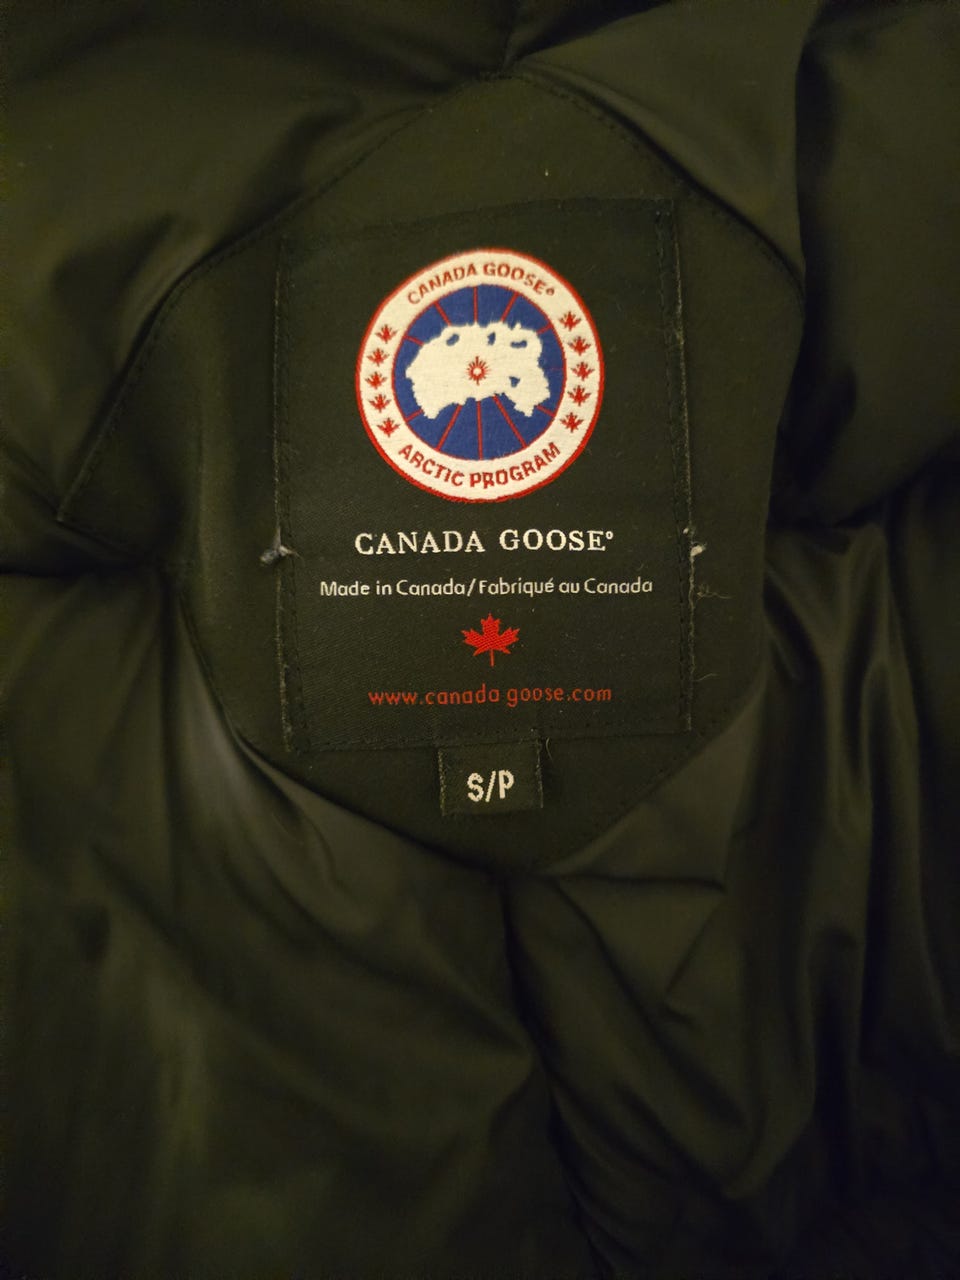 CANADA GOOSE®
ARCTIC PROGRAM
CANADA GOOSE®
Made in Canada/Fabriqué au Canada
www.canada goose.com
S/P